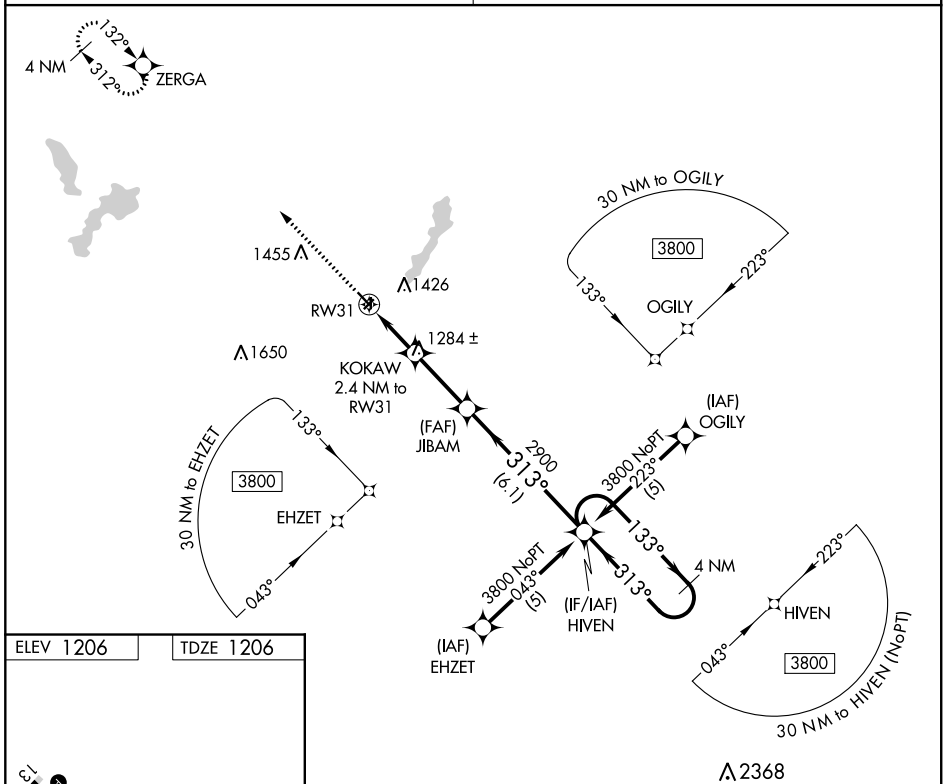 132°
4 NM
312°
ZERGA
30 NM to OGILY
3800
133°
223°
OGILY
1455
1426
RW31
1284 ±
1650
KOKAW
2.4 NM to
RW31
(FAF)
JIBAM
2900
313°
(6.1)
(IAF)
OGILY
3800 NoPT
223°
(5)
30 NM to EHZET
133°
3800
EHZET
043°
133°
4 NM
313°
3800 NoPT
043°
(5)
(IF/IAF)
HIVEN
(IAF)
EHZET
223°
HIVEN
043°
3800
30 NM to HIVEN (NoPT)
ELEV 1206
TDZE 1206
13
2368